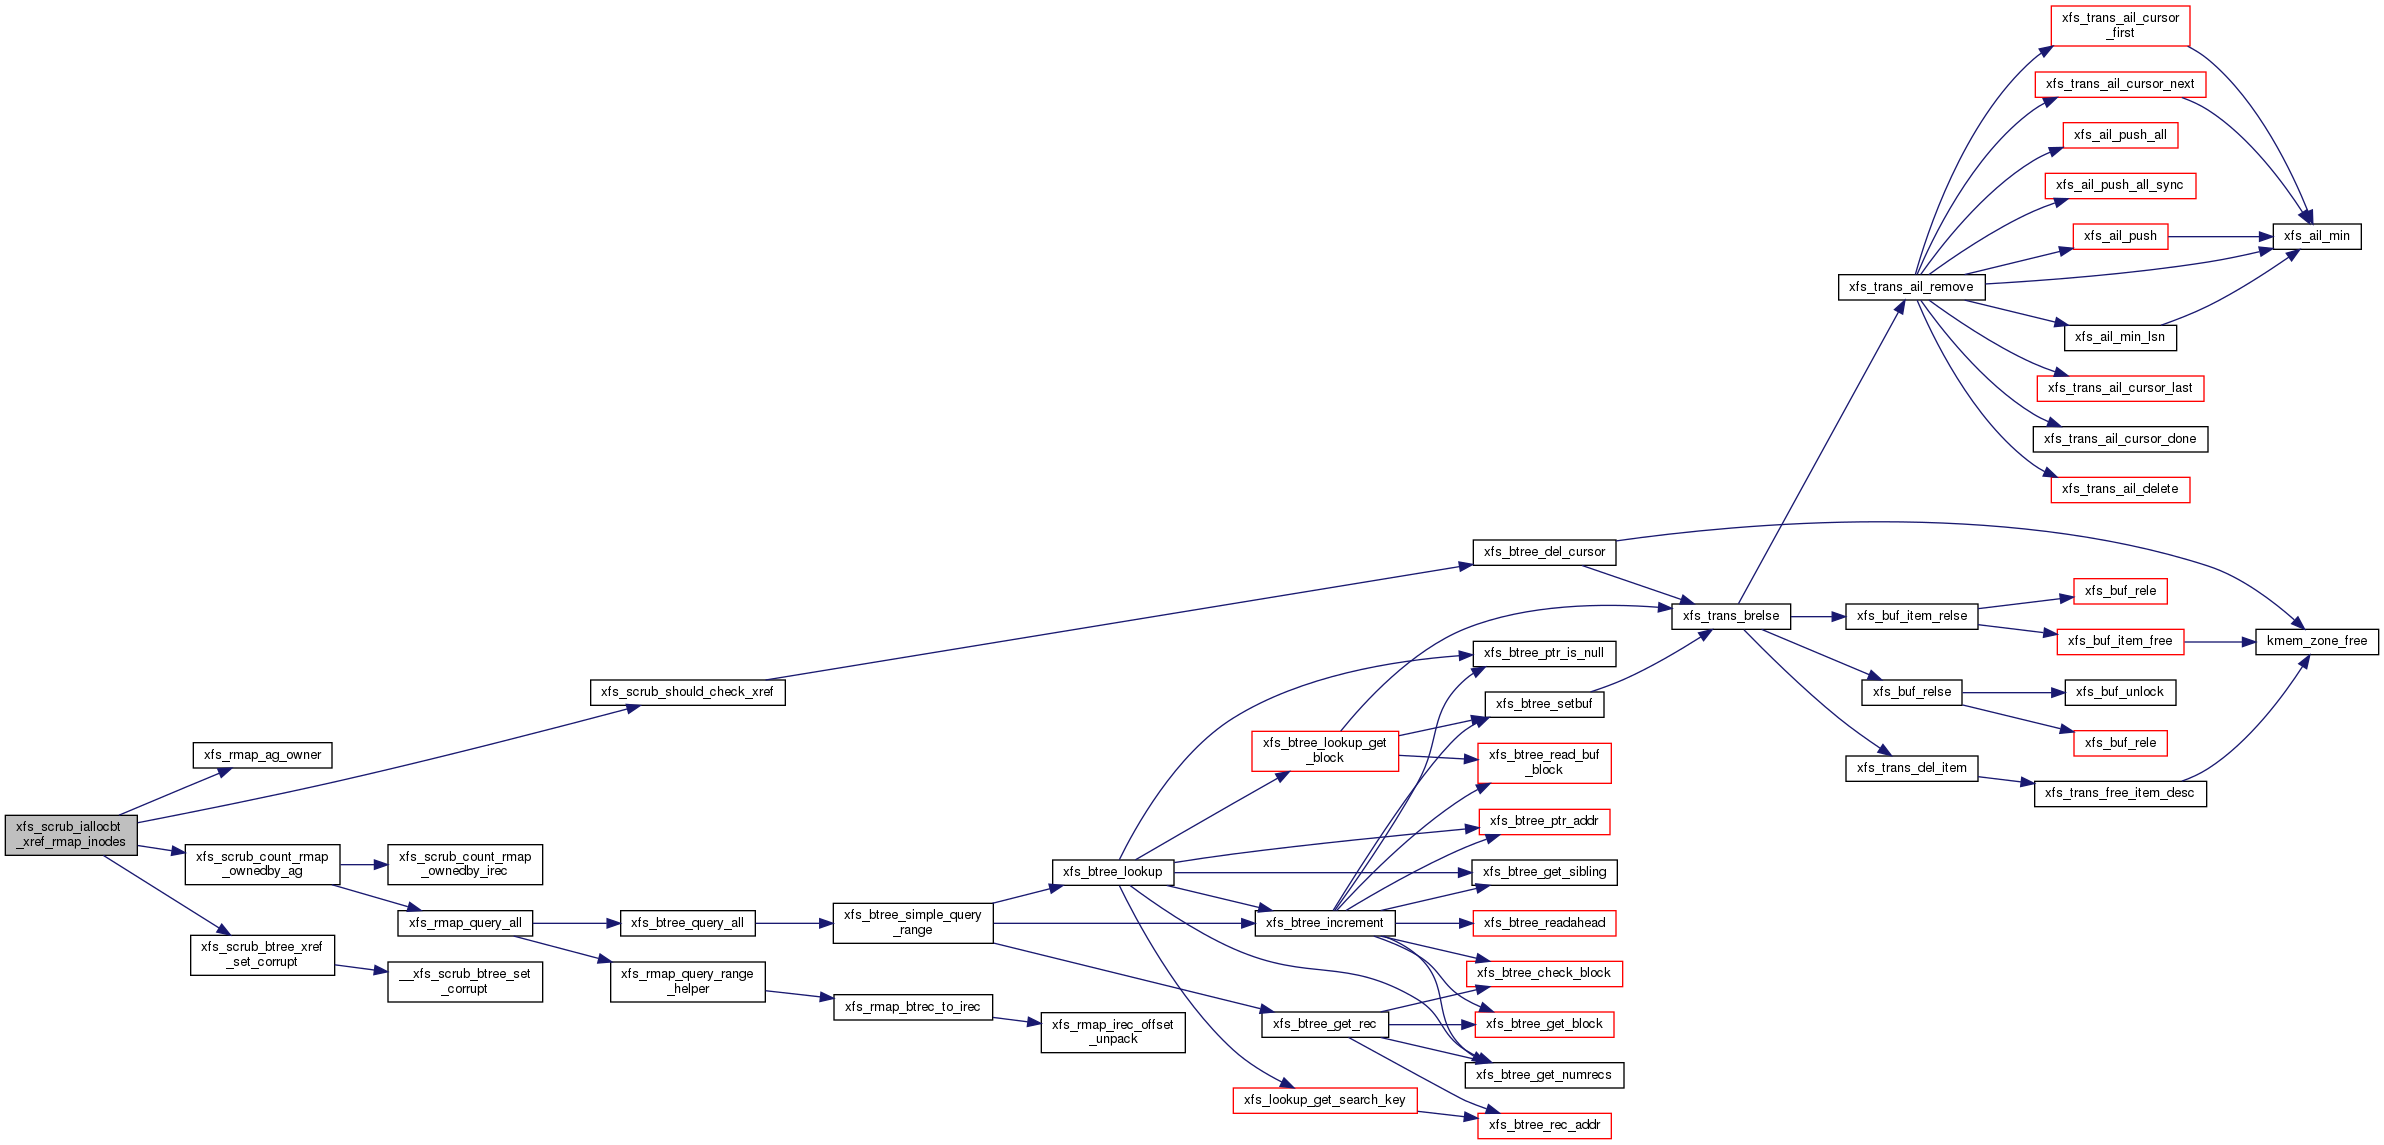 xfs_trans_ail_cursor
_first
xfs_trans_ail_cursor_next
xfs_ail_push_all
xfs_ail_push_all_sync
xfs_ail_push
xfs_ail_min
xfs_trans_ail_remove
xfs_ail_min_lsn
xfs_trans_ail_cursor_last
xfs_trans_ail_cursor_done
xfs_trans_ail_delete
xfs_btree_del_cursor
xfs_buf_rele
xfs_trans_brelse
xfs_buf_item_relse
xfs_buf_item_free
kmem_zone_free
xfs_btree_ptr_is_null
xfs_scrub_should_check_xref
xfs_buf_relse
xfs_buf_unlock
xfs_btree_setbuf
xfs_rmap_ag_owner
xfs_btree_lookup_get
_block
xfs_btree_read_buf
_block
xfs_buf_rele
xfs_trans_del_item
xfs_trans_free_item_desc
xfs_btree_ptr_addr
xfs_scrub_iallocbt
_xref_rmap_inodes
xfs_scrub_count_rmap
_ownedby_ag
xfs_scrub_count_rmap
_ownedby_irec
xfs_btree_lookup
xfs_btree_get_sibling
xfs_rmap_query_all
xfs_btree_query_all
xfs_btree_simple_query
_range
xfs_btree_increment
xfs_btree_readahead
xfs_scrub_btree_xref
_set_corrupt
__xfs_scrub_btree_set
_corrupt
xfs_rmap_query_range
_helper
xfs_btree_check_block
xfs_rmap_btrec_to_irec
xfs_rmap_irec_offset
_unpack
xfs_btree_get_rec
xfs_btree_get_block
xfs_btree_get_numrecs
xfs_lookup_get_search_key
xfs_btree_rec_addr